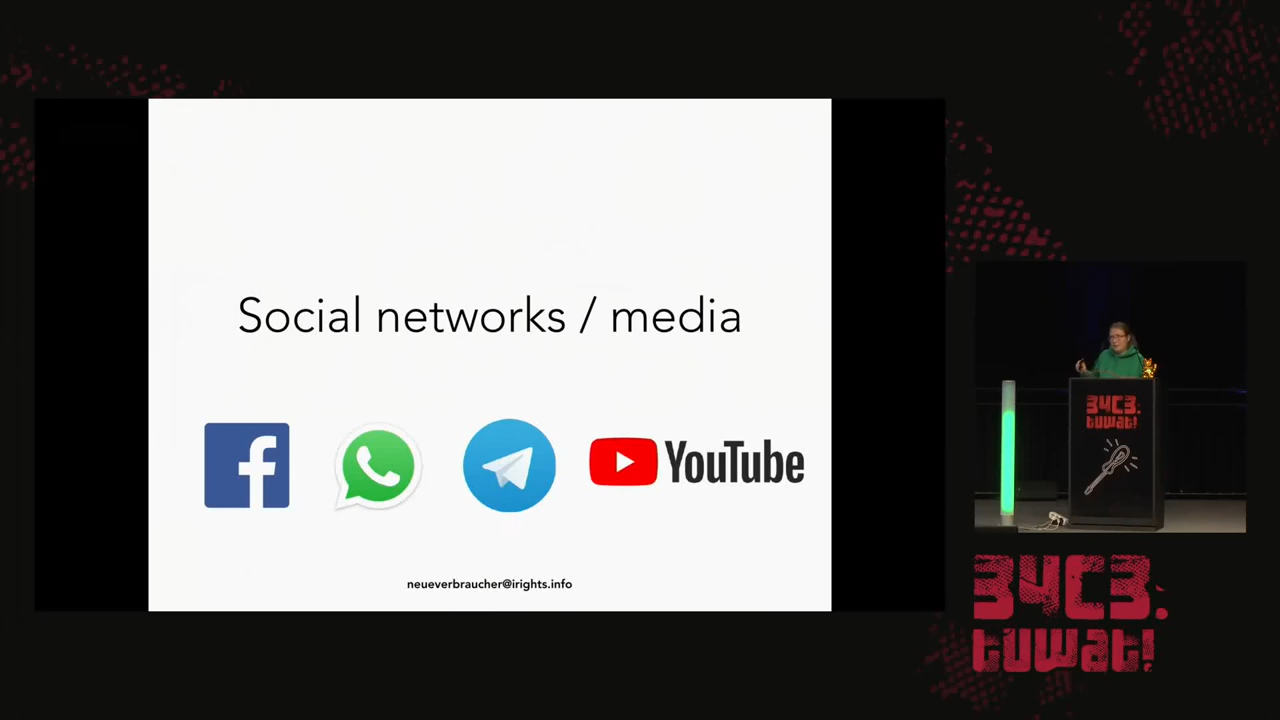 Social networks / media
YouTube
neueverbraucher@irights.info
34C3.
tuwat!
34C3.
tuwat!